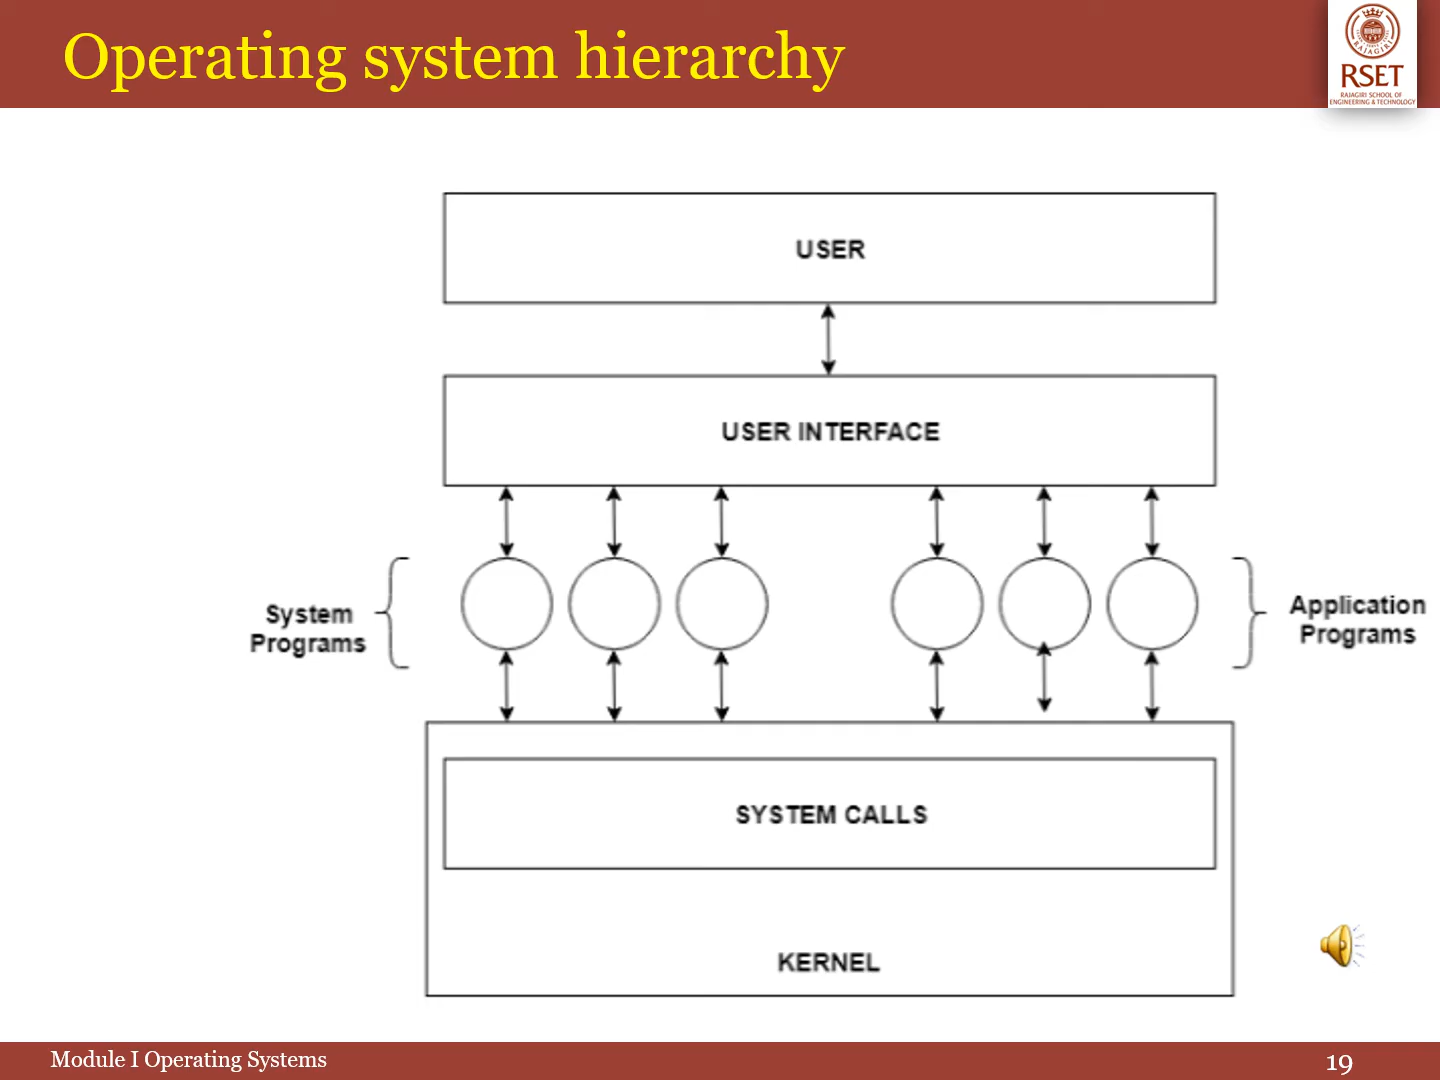 Operating system hierarchy
RAJAGIRI
RSET
RAJAGIRI SCHOOL OF
ENGINEERING & TECHNOLOGY
USER
USER INTERFACE
System
Programs
Application
Programs
SYSTEM CALLS
KERNEL
Module I Operating Systems
19